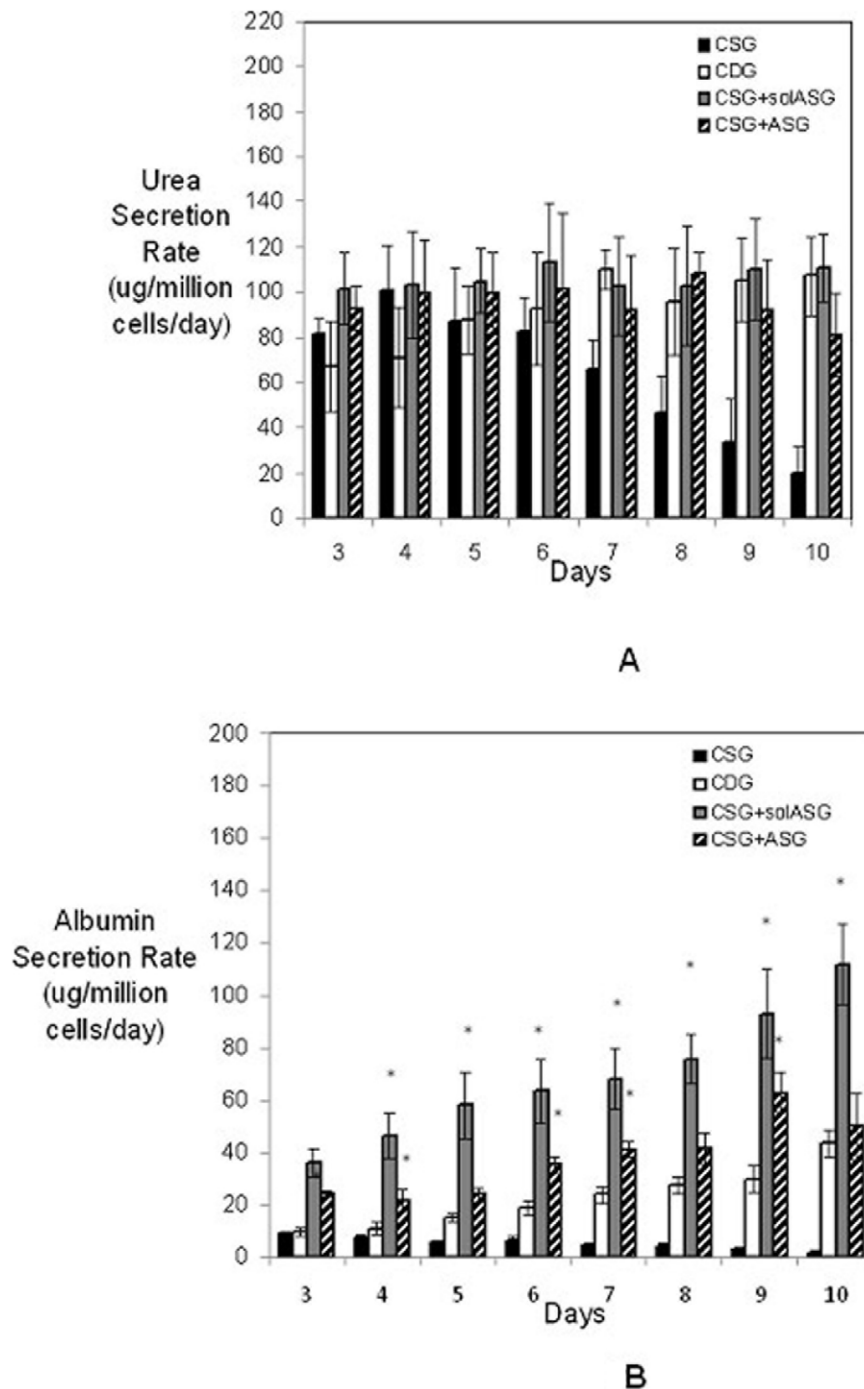 220
200
180
160
140
120
100
80
60
40
20
0
Urea
Secretion
Rate
(ug/million
cells/day)
CSG
CDG
CSG+solASG
CSG+ASG
3 4 5 6 7 8 9 10
Days
A
200
180
160
140
120
100
80
60
40
20
0
Albumin
Secretion Rate
(ug/million
cells/day)
CSG
CDG
CSG+solASG
CSG+ASG
* * * * * * * * * * *
3 4 5 6 7 8 9 10
Days
B